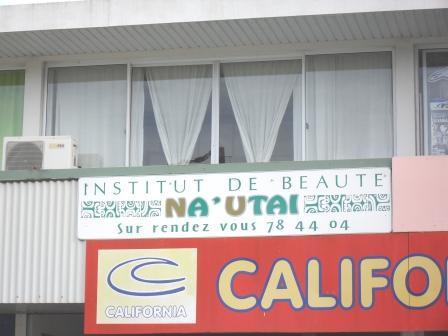 INSTITUT DE BEAUTE
NA'UTAI
Sur rendez vous 78 44 04
CALIFORNIA
CALIFO